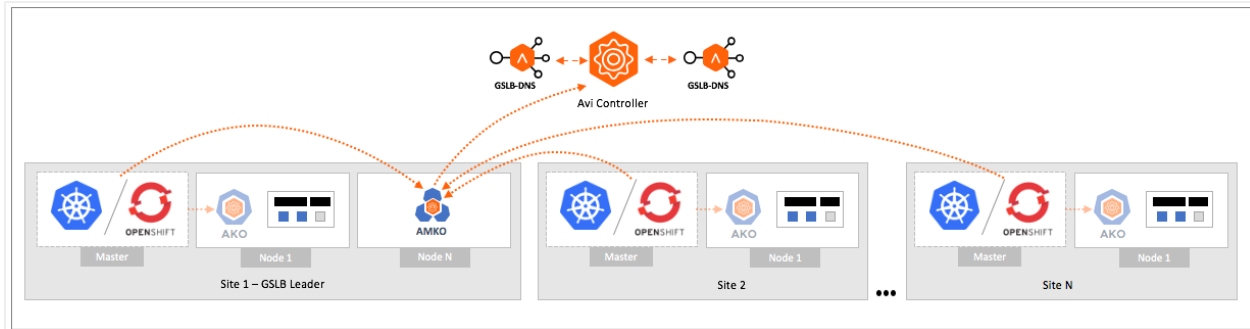 GSLB-DNS
GSLB-DNS
Avi Controller
OPENSHIFT
AKO
AMKO
Master
Node 1
Node N
Site 1 – GSLB Leader
OPENSHIFT
AKO
Master
Node 1
Site 2
...
OPENSHIFT
AKO
Master
Node 1
Site N